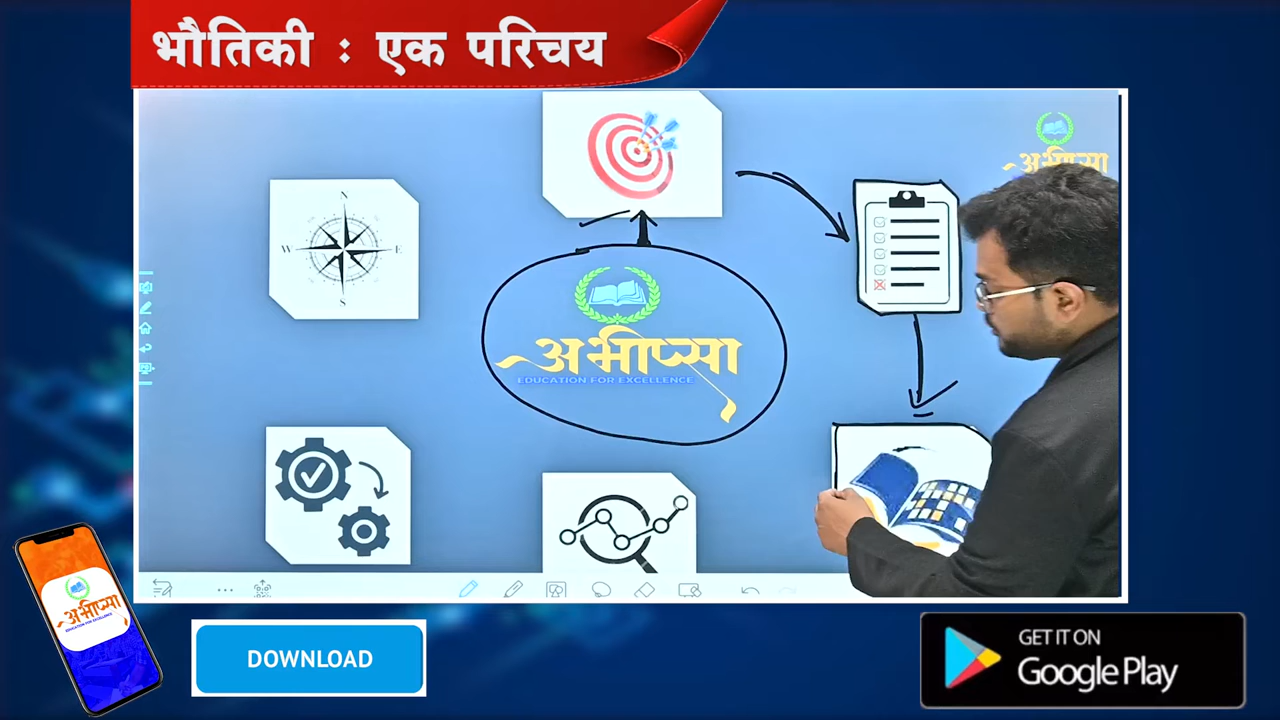 भौतिकी : एक परिचय
अभीप्सा
N
W E
S
अभीप्सा
EDUCATION FOR EXCELLENCE
अभीप्सा
EDUCATION FOR EXCELLENCE
DOWNLOAD
GET IT ON
Google Play